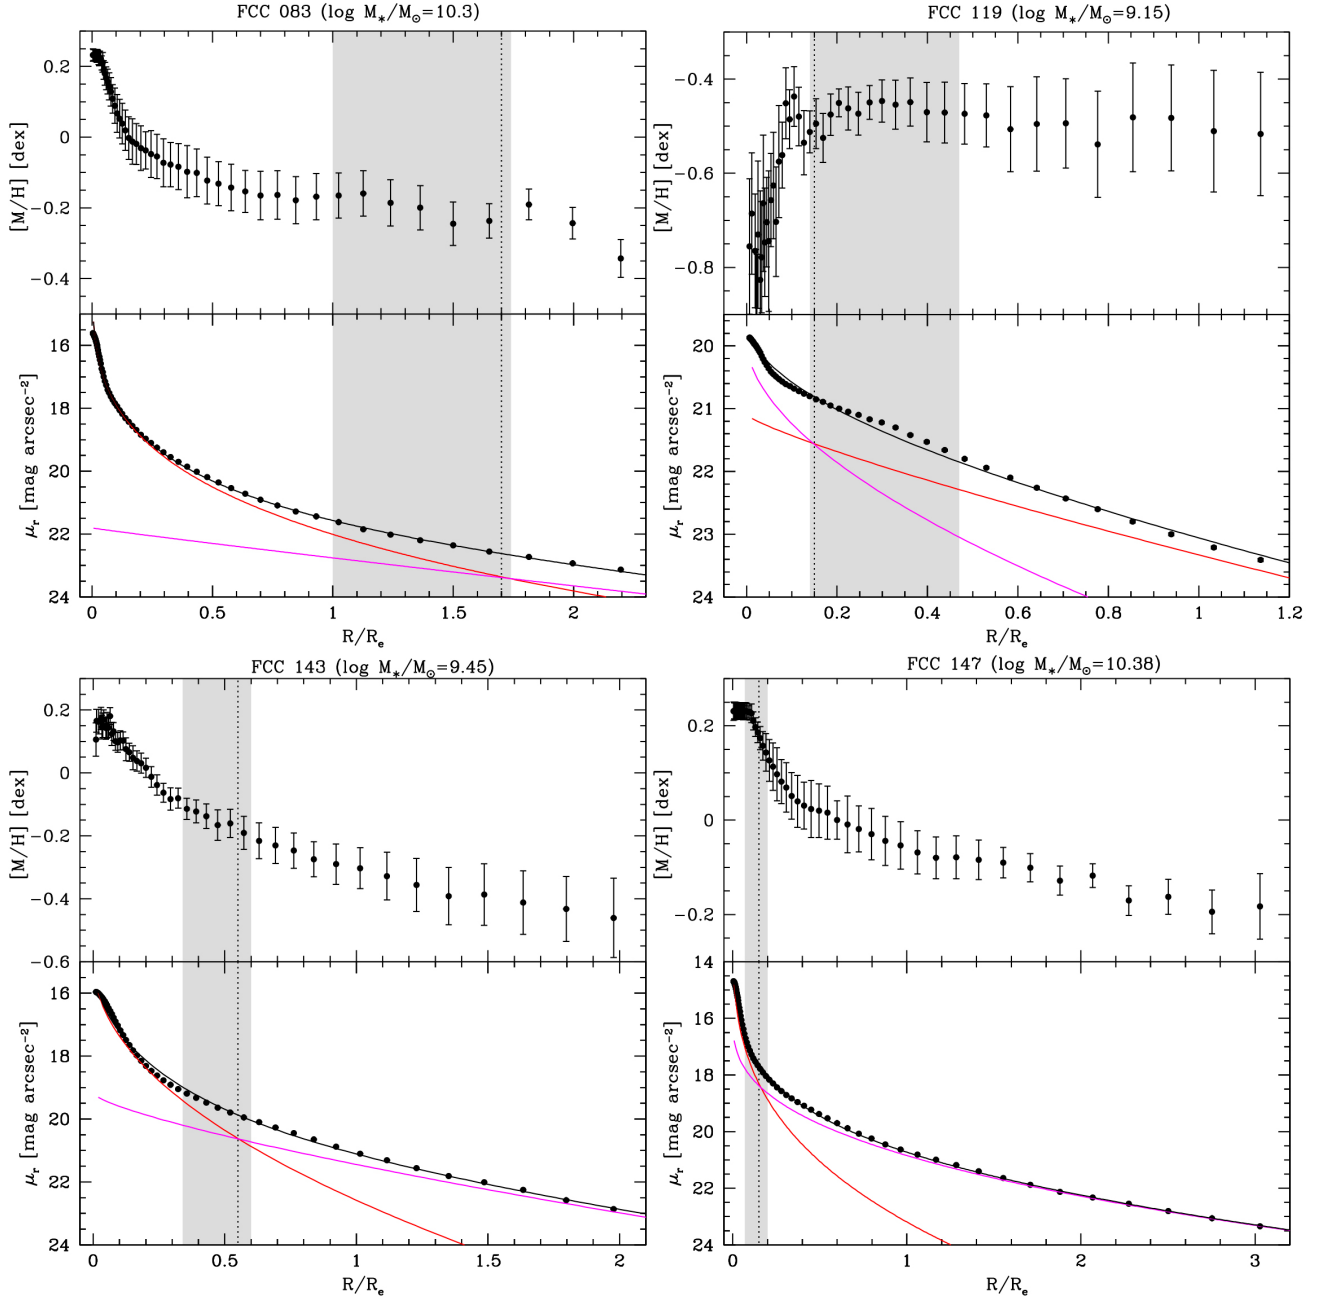 FCC 083 (log M*/M⊙=10.3)
0.2
0
−0.2
−0.4
[M/H] [dex]
16
18
20
22
24
μr [mag arcsec−2]
0 0.5 1 1.5 2
R/Re
FCC 119 (log M*/M⊙=9.15)
−0.4
−0.6
−0.8
[M/H] [dex]
20
21
22
23
24
μr [mag arcsec−2]
0 0.2 0.4 0.6 0.8 1 1.2
R/Re
FCC 143 (log M*/M⊙=9.45)
0.2
0
−0.2
−0.4
−0.6
[M/H] [dex]
16
18
20
22
24
μr [mag arcsec−2]
0 0.5 1 1.5 2
R/Re
FCC 147 (log M*/M⊙=10.38)
0.2
0
−0.2
[M/H] [dex]
14
16
18
20
22
24
μr [mag arcsec−2]
0 1 2 3
R/Re